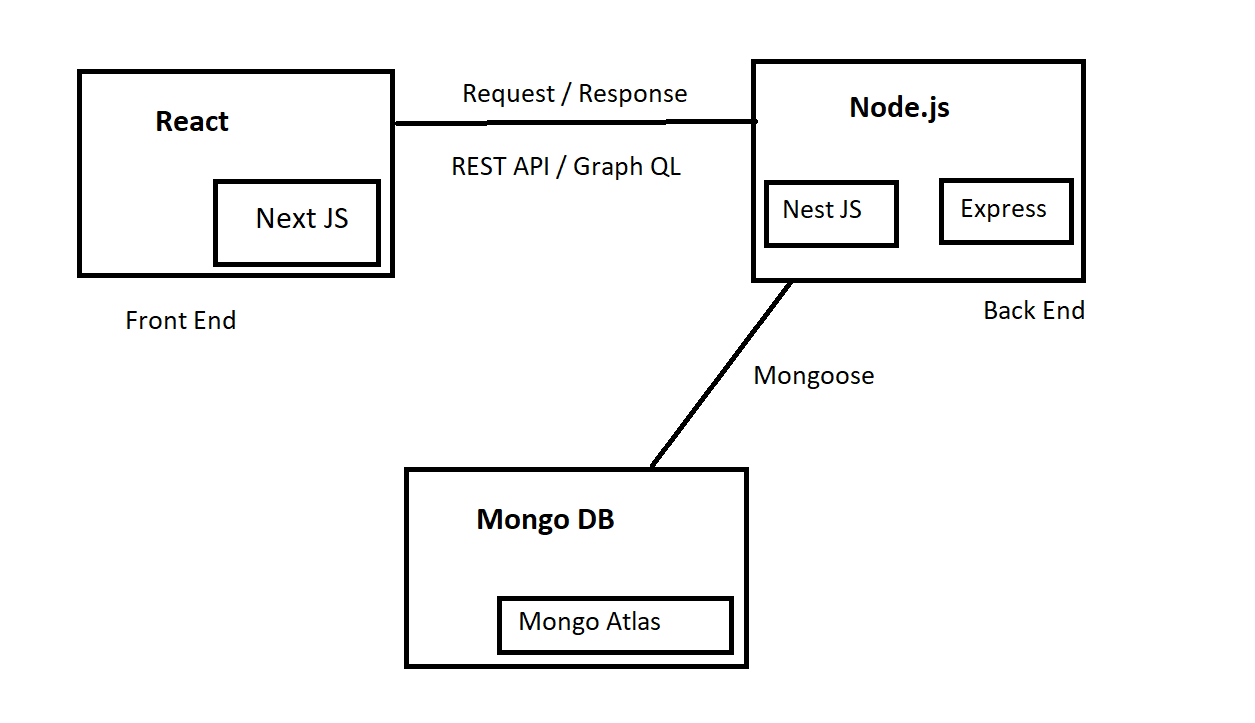 React
Next JS
Front End
Request / Response
REST API / Graph QL
Node.js
Nest JS
Express
Back End
Mongoose
Mongo DB
Mongo Atlas